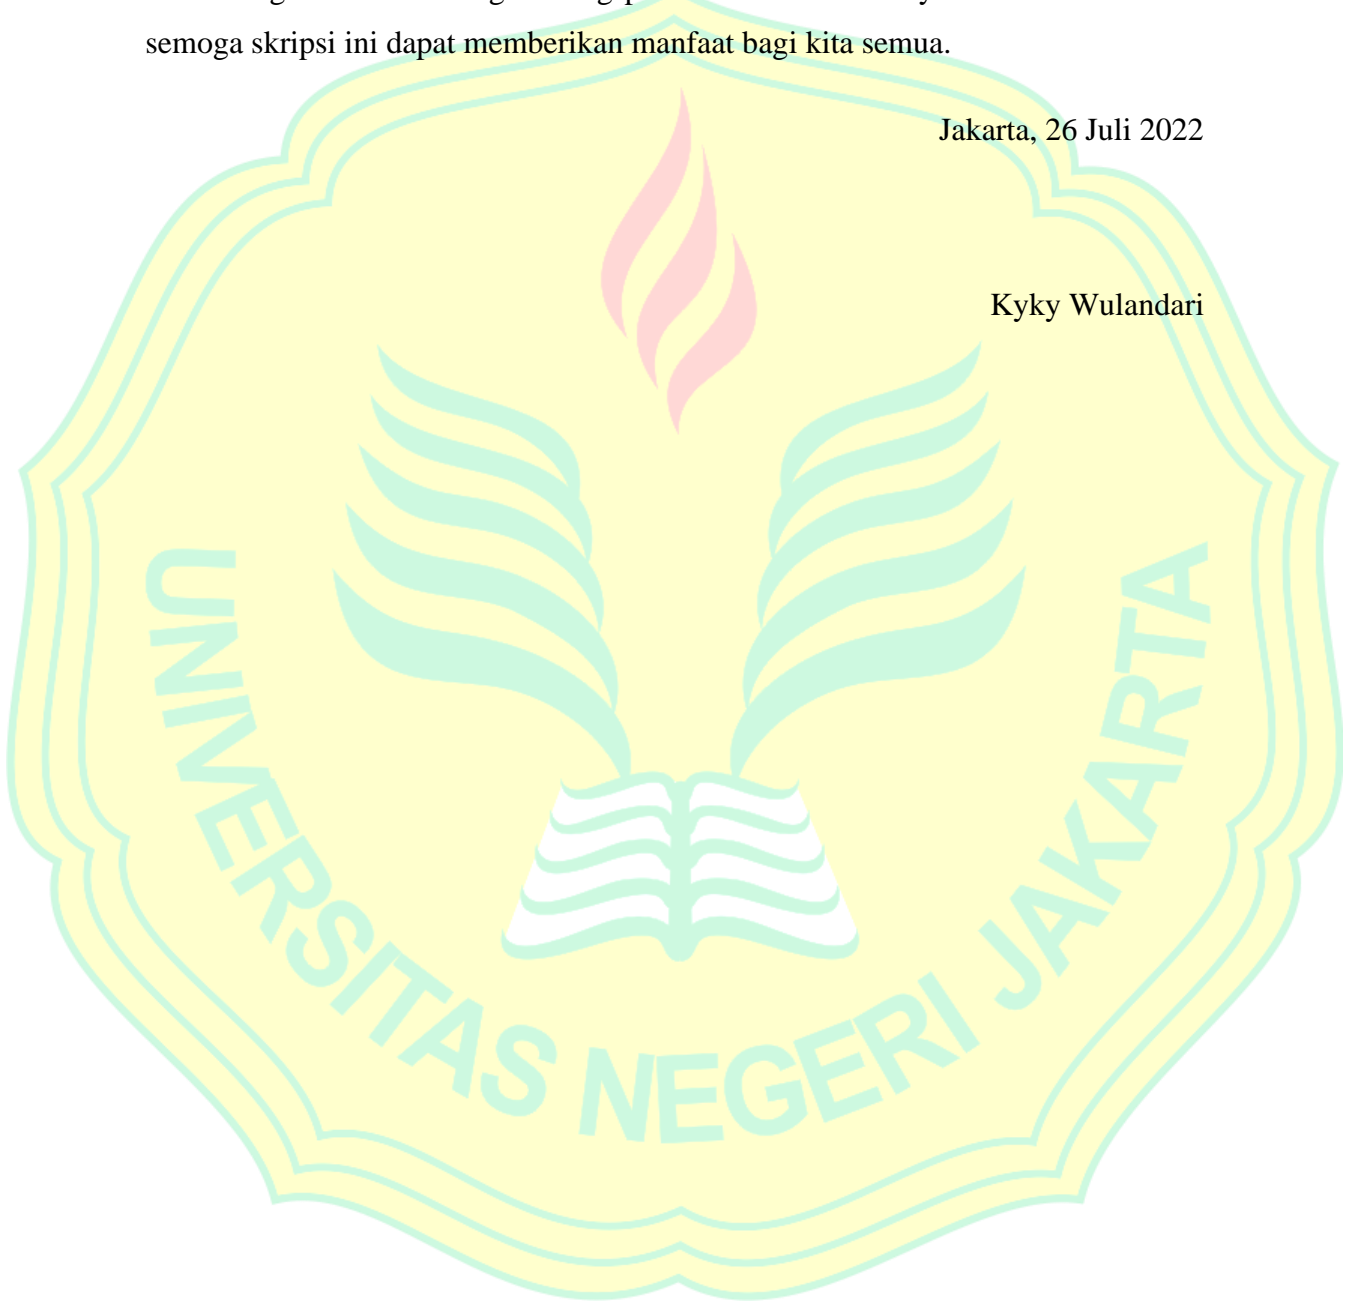 semoga skripsi ini dapat memberikan manfaat bagi kita semua.
Jakarta, 26 Juli 2022
Kyky Wulandari
UNIVERSITAS NEGERI JAKARTA